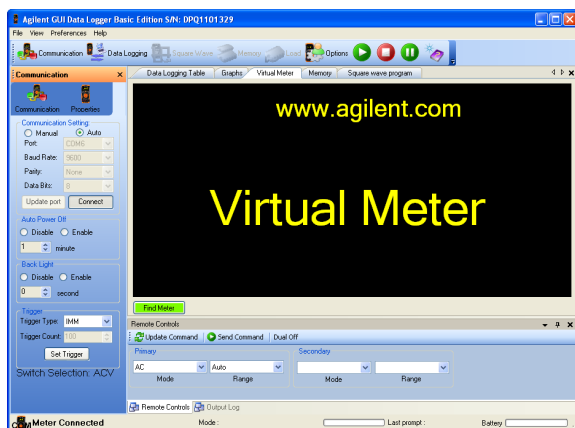 Agilent GUI Data Logger Basic Edition S/N: DPQ1101329
File View Preferences Help
Communication Data Logging Square Wave Memory Load Options
Communication × Data Logging Table Graphs Virtual Meter Memory Square wave program
Communication Properties
www.agilent.com
Communication Setting:
Manual Auto
Port: COM6
Baud Rate: 9600
Parity: None
Data Bits: 8
Update port Connect
Virtual Meter
Auto Power Off
Disable Enable
1 minute
Back Light
Disable Enable
0 second
Find Meter
Trigger
Trigger Type: IMM
Trigger Count: 100
Set Trigger
Switch Selection: ACV
Remote Controls
Update Command Send Command Dual Off
Primary Secondary
AC Auto
Mode Range Mode Range
Remote Controls Output Log
COM Meter Connected Mode : Last prompt : Battery